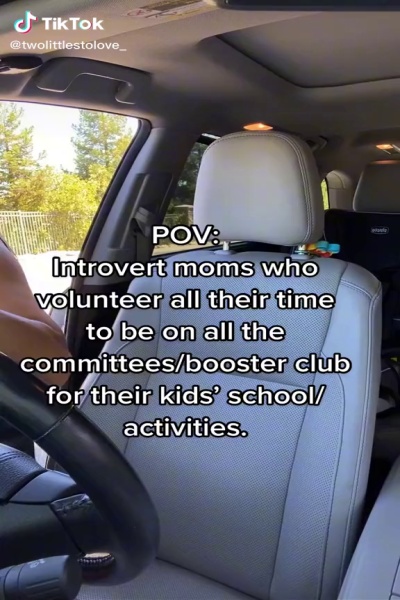 TikTok
@twolittlestolove_
POV:
Introvert moms who
volunteer all their time
to be on all the
committees/booster club
for their kids' school/
activities.